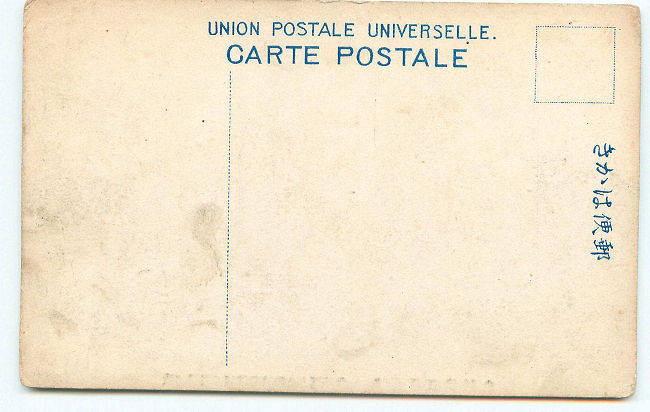 UNION POSTALE UNIVERSELLE.
CARTE POSTALE
きかは便郵